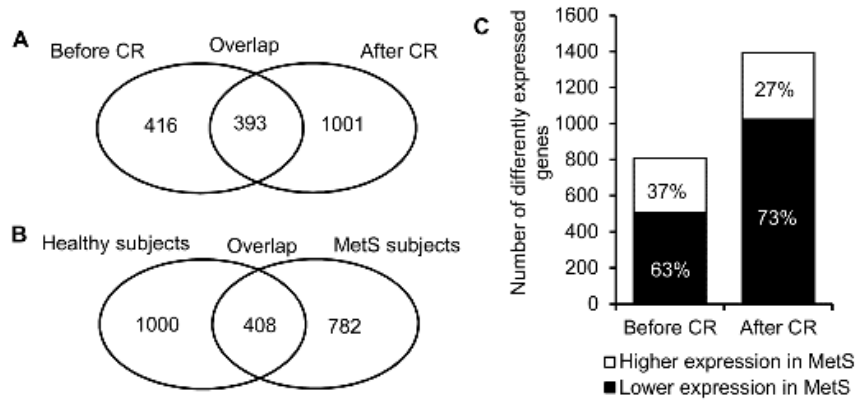 A
Before CR
Overlap
After CR
416
393
1001
B
Healthy subjects
Overlap
MetS subjects
1000
408
782
C
Number of differently expressed
genes
1600
1400
1200
1000
800
600
400
200
0
37%
63%
27%
73%
Before CR
After CR
Higher expression in MetS
Lower expression in MetS